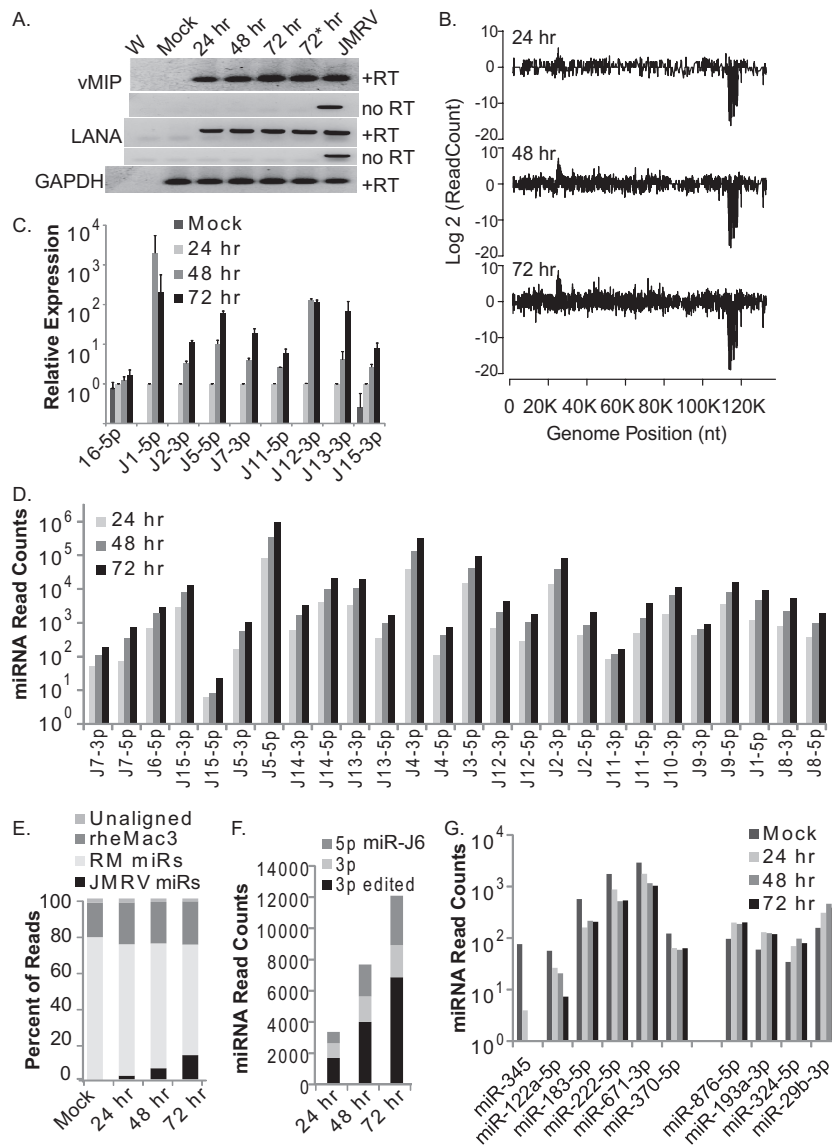 A.
W Mock 24 hr 48 hr 72 hr 72* hr JMRV
vMIP +RT
no RT
LANA +RT
no RT
GAPDH +RT
B.
Log 2 (ReadCount)
24 hr
10
0
-10
-20
48 hr
10
0
-10
-20
72 hr
10
0
-10
-20
0 20K 40K 60K 80K 100K 120K
Genome Position (nt)
C.
Relative Expression
10^4
10^3
10^2
10^1
10^0
Mock
24 hr
48 hr
72 hr
16-5p J1-5p J2-3p J5-5p J7-3p J11-5p J12-3p J13-3p J15-3p
D.
miRNA Read Counts
10^6
10^5
10^4
10^3
10^2
10^1
10^0
24 hr
48 hr
72 hr
J7-3p J7-5p J6-5p J15-3p J15-5p J5-3p J5-5p J14-3p J14-5p J13-3p J13-5p J4-3p J4-5p J3-5p J12-3p J12-5p J2-3p J2-5p J11-3p J11-5p J10-3p J9-3p J9-5p J1-5p J8-3p J8-5p
E.
Unaligned
rheMac3
RM miRs
JMRV miRs
Percent of Reads
100
80
60
40
20
0
Mock 24 hr 48 hr 72 hr
F.
5p miR-J6
3p
3p edited
miRNA Read Counts
14000
12000
10000
8000
6000
4000
2000
0
24 hr 48 hr 72 hr
G.
miRNA Read Counts
10^4
10^3
10^2
10^1
10^0
Mock
24 hr
48 hr
72 hr
miR-345 miR-122a-5p miR-183-5p miR-222-5p miR-671-3p miR-370-5p miR-876-5p miR-193a-3p miR-324-5p miR-29b-3p